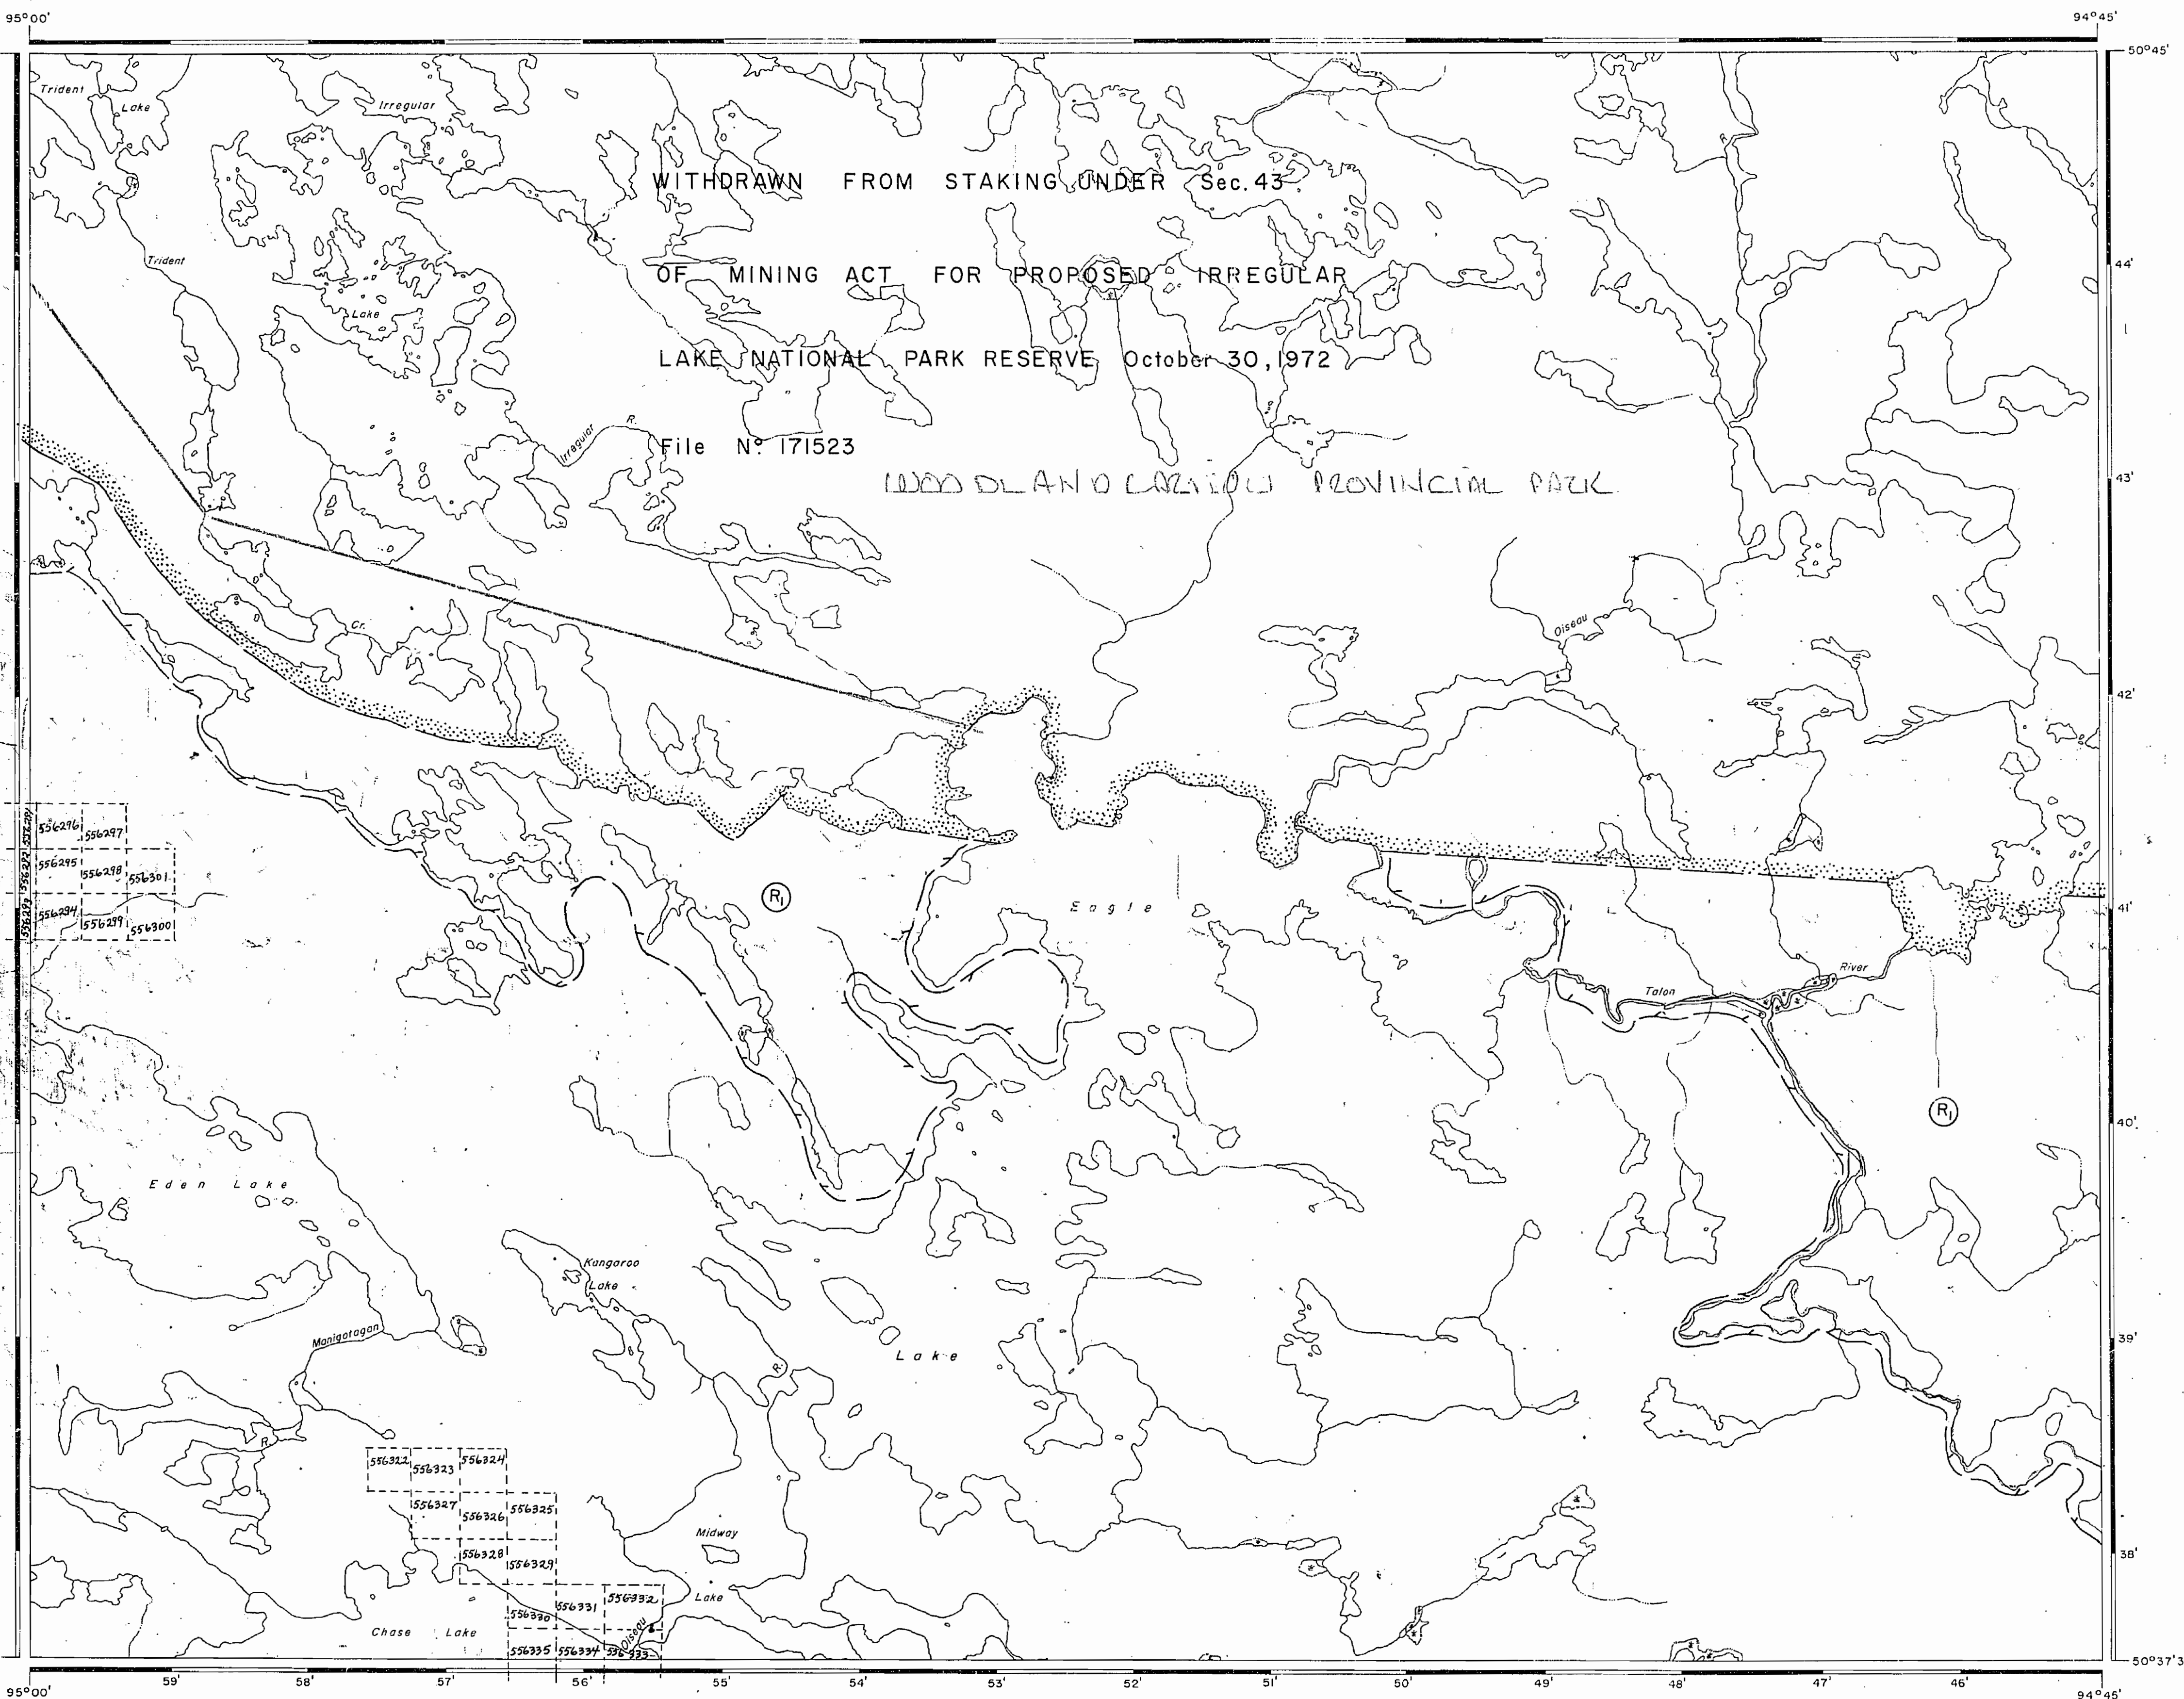 95°00'
94°45'
50°45'
Trident
Lake
Irregular
WITHDRAWN FROM STAKING UNDER Sec. 43
Trident
OF MINING ACT FOR PROPOSED IRREGULAR
44'
Lake
LAKE NATIONAL PARK RESERVE October 30, 1972
Irregular R.
File Nº 171523
WOODLAND CARIBOU PROVINCIAL PARK
43'
Cr.
Oiseau
42'
556296
556297
556295
556298
556301
556294
556299
556300
556293
R1
Eagle
41'
River
Talon
R1
40'
Eden Lake
Kangaroo
Lake
Manigotagan
39'
Lake
R.
R.
556322
556323
556324
556327
556326
556325
Midway
556328
556329
38'
556332
Lake
556331
556330
Chase Lake
Oiseau
556335
556334
556333
50°37'3
95°00'
59'
58'
57'
56'
55'
54'
53'
52'
51'
50'
49'
48'
47'
46'
94°45'